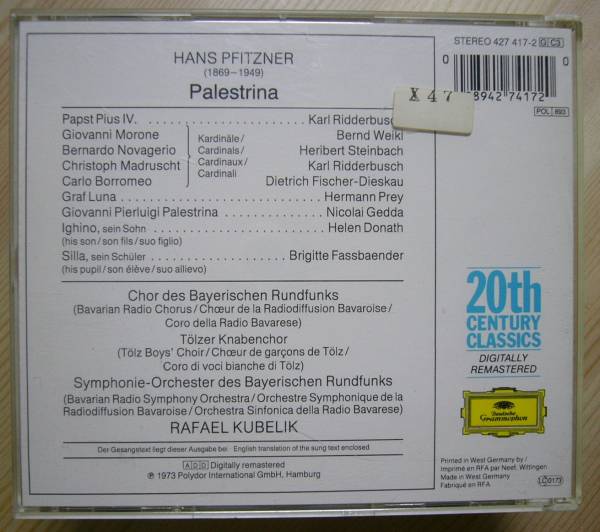 STEREO 427 417-2 G C3
HANS PFITZNER
(1869–1949)
Palestrina
0 0
28942 74172
X 47
POL 893
Papst Pius IV. . . . . . . . . . . . . . . . . . . Karl Ridderbusch
Giovanni Morone Bernd Weikl
Bernardo Novagerio Kardinäle/ Heribert Steinbach
Cardinals/
Christoph Madruscht Cardinaux/ Karl Ridderbusch
Carlo Borromeo Cardinali Dietrich Fischer-Dieskau
Graf Luna . . . . . . . . . . . . . . . . . . . . . . . . . Hermann Prey
Giovanni Pierluigi Palestrina . . . . . . . . . . . . Nicolai Gedda
Ighino, sein Sohn . . . . . . . . . . . . . . . . . . . . . Helen Donath
(his son/son fils/suo figlio)
Silla, sein Schüler . . . . . . . . . . . . . . . . . Brigitte Fassbaender
(his pupil/son élève/suo allievo)
Chor des Bayerischen Rundfunks
(Bavarian Radio Chorus/Chœur de la Radiodiffusion Bavaroise/
Coro della Radio Bavarese)
Tölzer Knabenchor
(Tölz Boys' Choir/Chœur de garçons de Tölz/
Coro di voci bianche di Tölz)
Symphonie-Orchester des Bayerischen Rundfunks
(Bavarian Radio Symphony Orchestra/Orchestre Symphonique de la
Radiodiffusion Bavaroise/Orchestra Sinfonica della Radio Bavarese)
RAFAEL KUBELIK
Der Gesangstext liegt dieser Ausgabe bei English translation of the sung text enclosed
ADD Digitally remastered
℗ 1973 Polydor International GmbH, Hamburg
20th
CENTURY
CLASSICS
DIGITALLY
REMASTERED
Deutsche
Grammophon
Printed in West Germany by/
Imprimé en RFA par Neef, Wittingen
Made in West Germany
Fabriqué en RFA
LC 0173